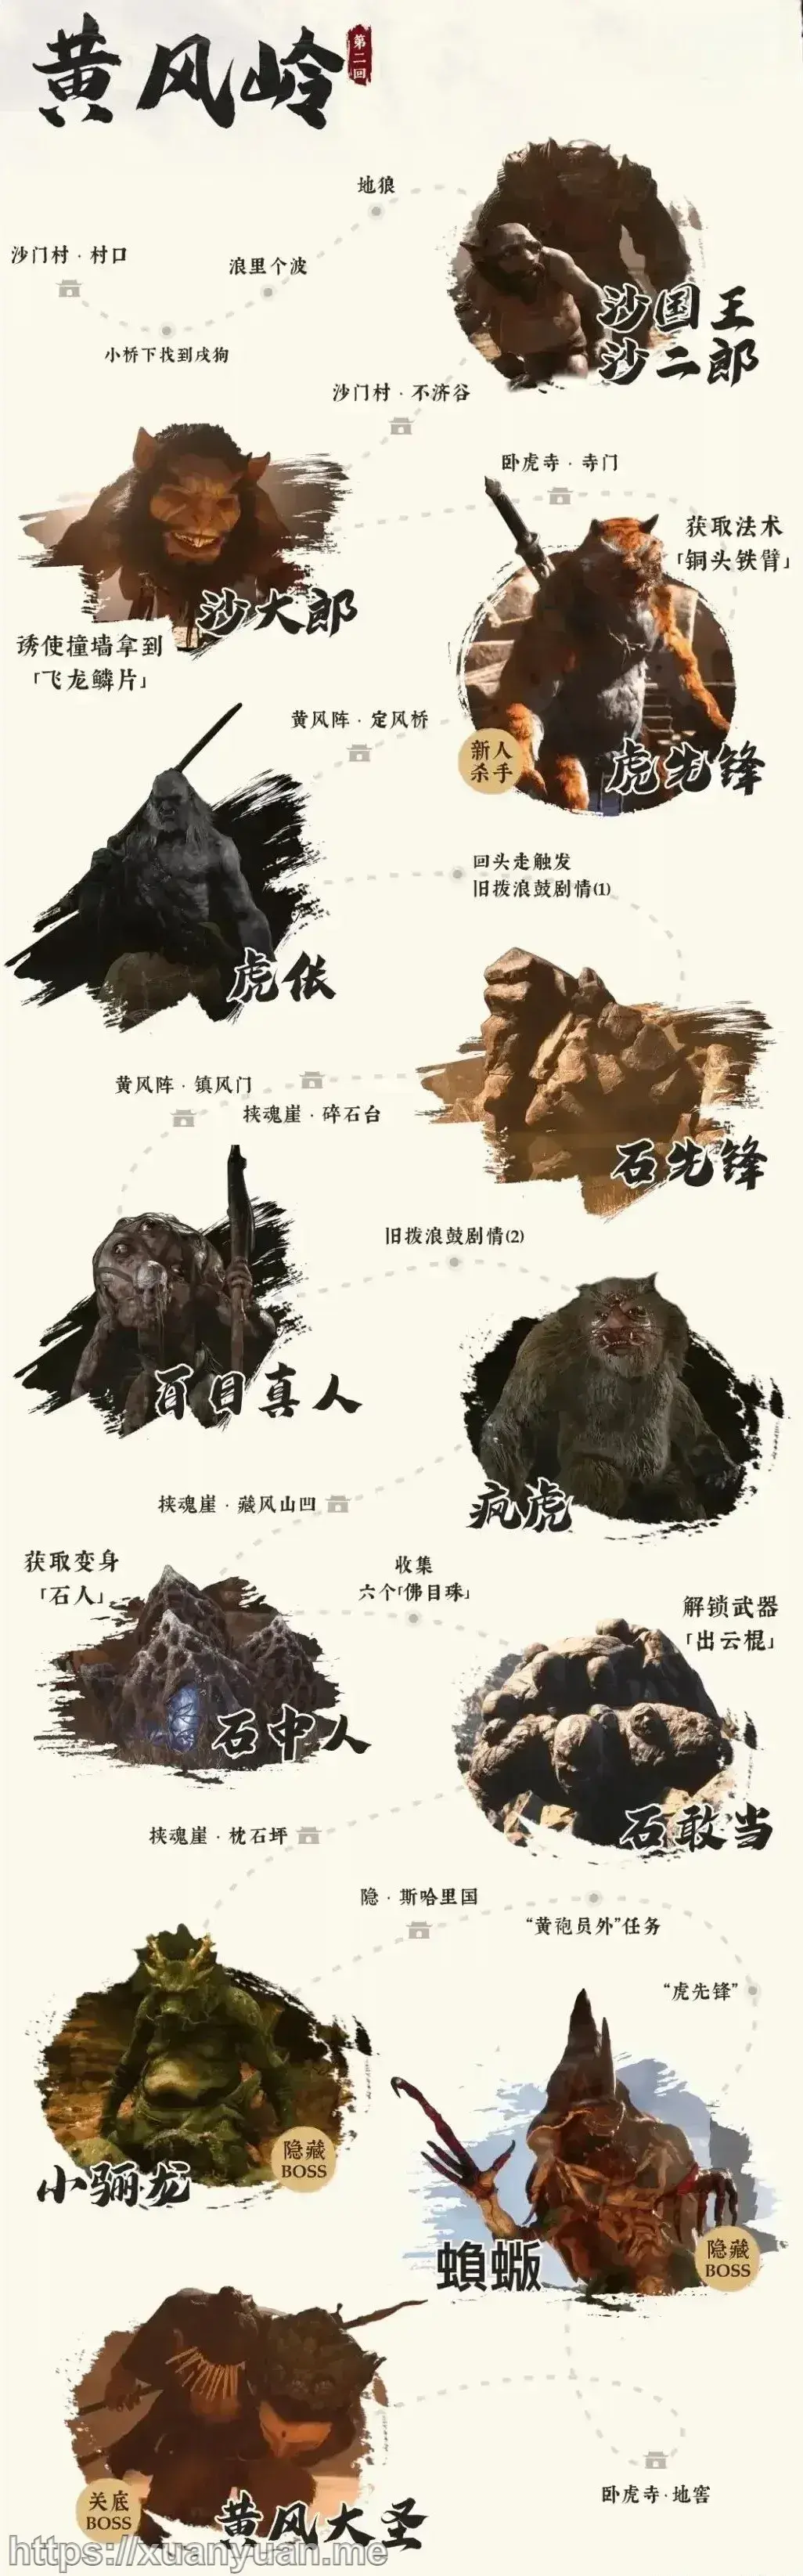 黄风岭
第二回
地狼
沙门村·村口
浪里个波
小桥下找到戌狗
沙国王
沙二郎
沙门村·不济谷
卧虎寺·寺门
获取法术
「铜头铁臂」
沙大郎
诱使撞墙拿到
「飞龙鳞片」
黄风阵·定风桥
新人
杀手
虎先锋
回头走触发
旧拨浪鼓剧情(1)
虎伥
石先锋
黄风阵·镇风门
挟魂崖·碎石台
旧拨浪鼓剧情(2)
百目真人
疯虎
挟魂崖·藏风山凹
获取变身
「石人」
收集
六个「佛目珠」
解锁武器
「出云棍」
石中人
石敢当
挟魂崖·枕石坪
隐·斯哈里国
“黄袍员外”任务
“虎先锋”
小骊龙
隐藏
BOSS
蝜蝂
隐藏
BOSS
卧虎寺·地窖
关底
BOSS
黄风大圣
https://xuanyuan.me